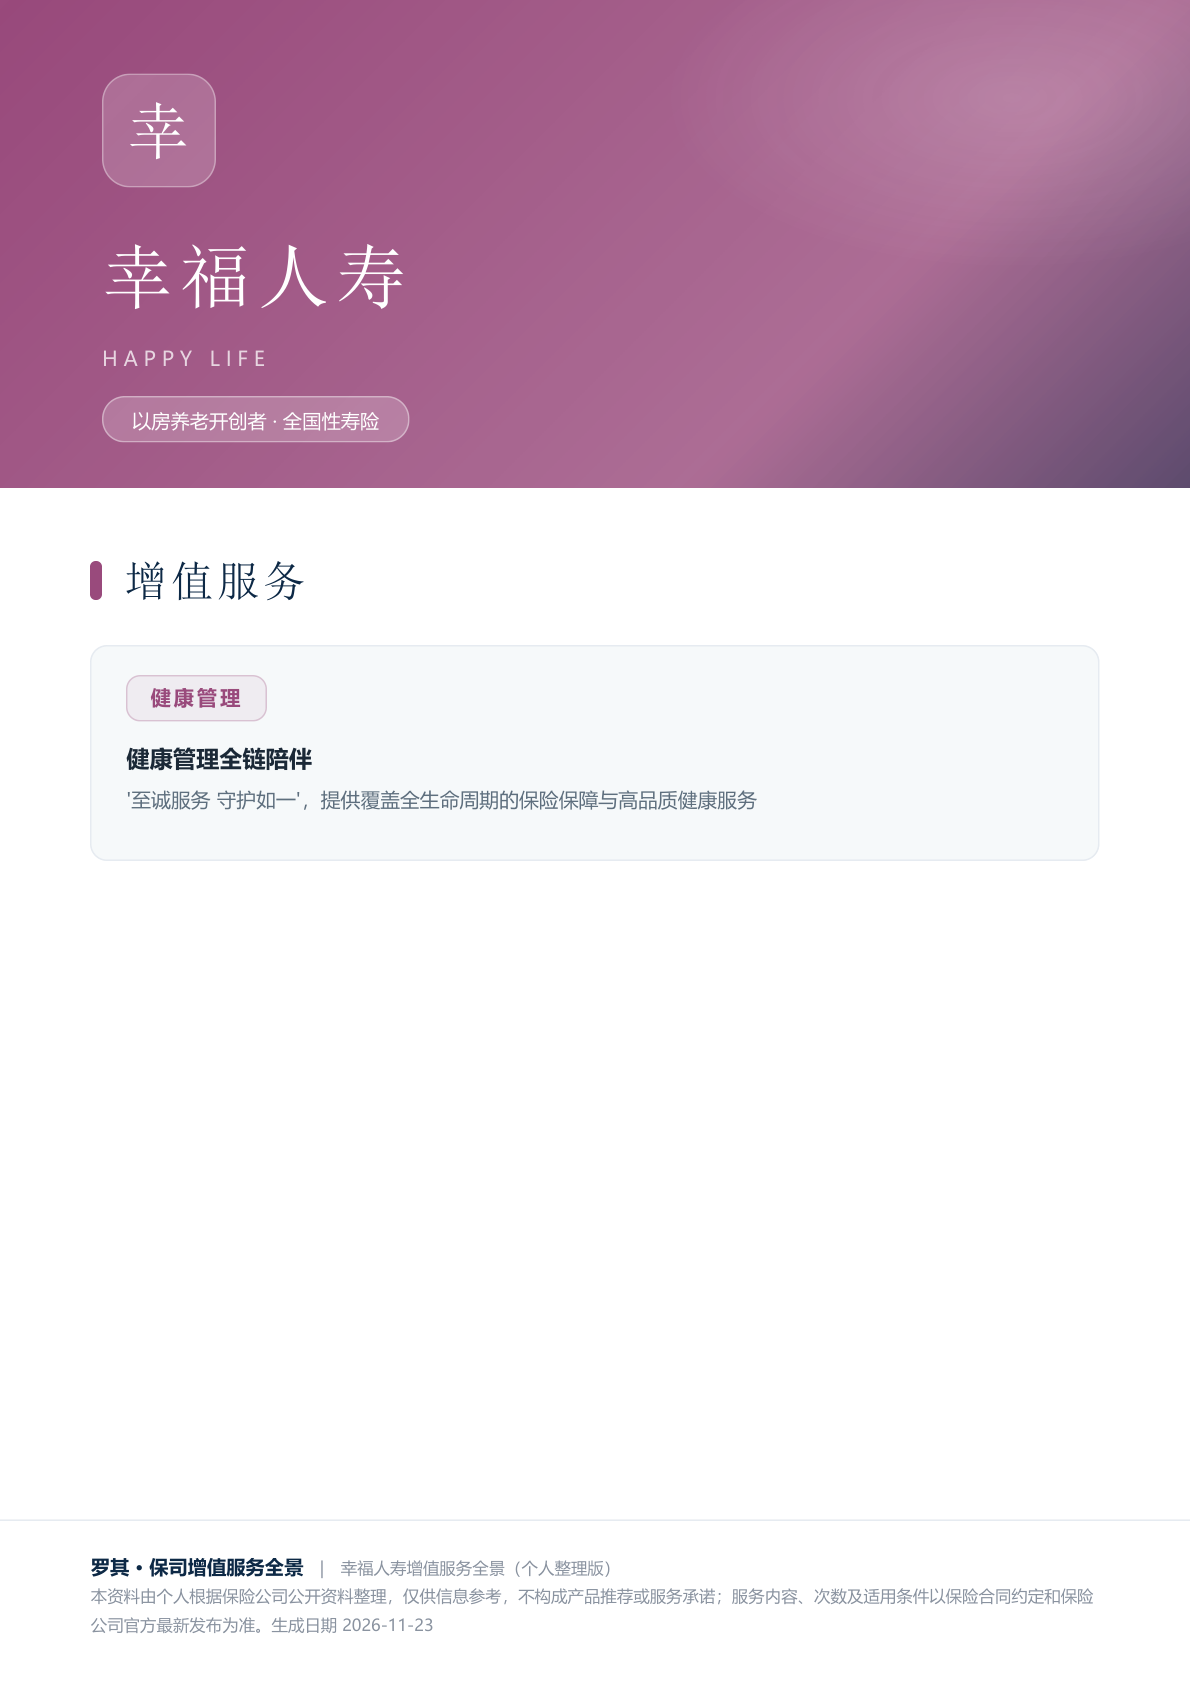 幸
幸福人寿
HAPPY LIFE
以房养老开创者 · 全国性寿险
增值服务
健康管理
健康管理全链陪伴
'至诚服务 守护如一'，提供覆盖全生命周期的保险保障与高品质健康服务
罗其 • 保司增值服务全景 | 幸福人寿增值服务全景（个人整理版）
本资料由个人根据保险公司公开资料整理，仅供信息参考，不构成产品推荐或服务承诺；服务内容、次数及适用条件以保险合同约定和保险
公司官方最新发布为准。生成日期 2026-11-23